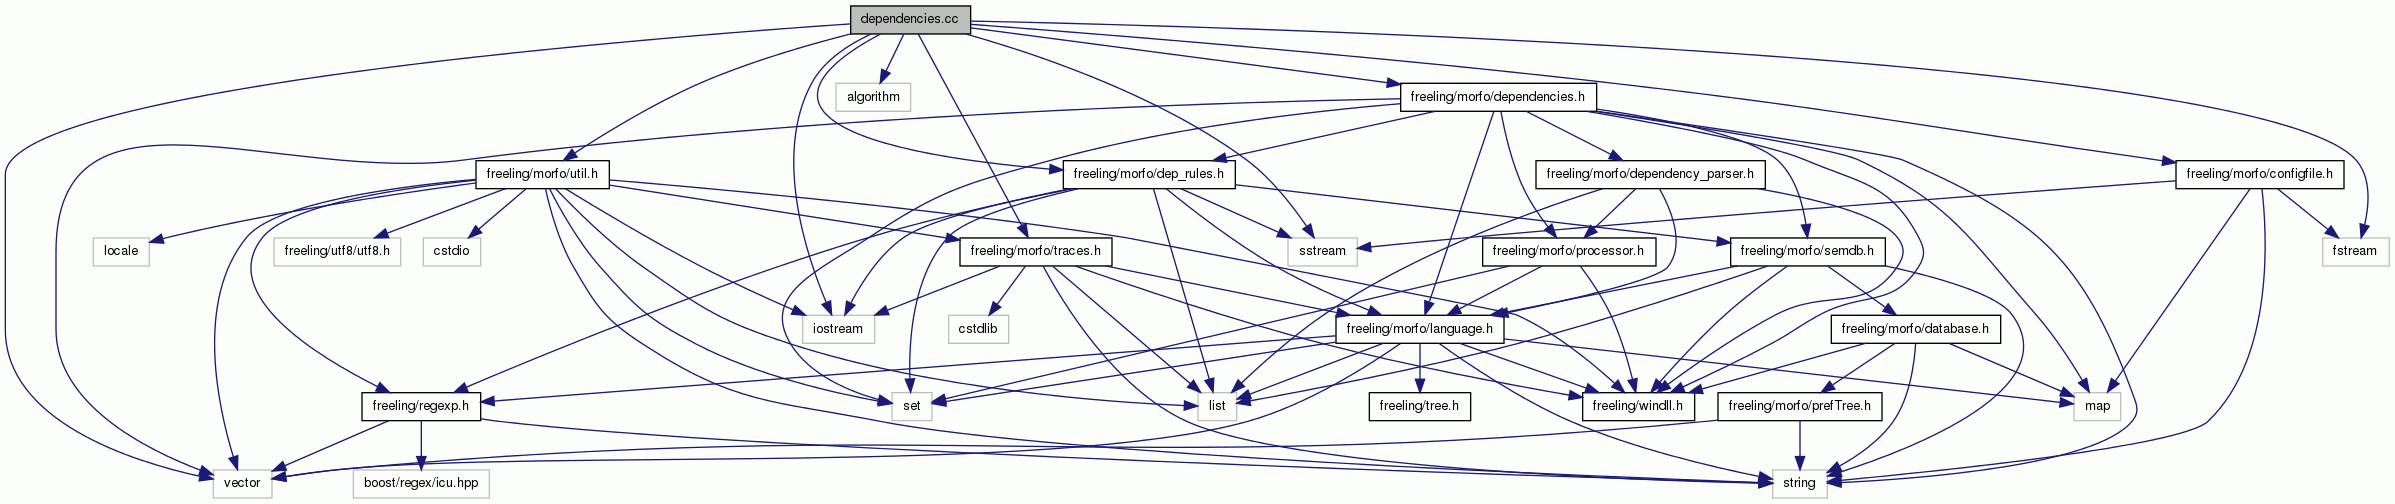 dependencies.cc
algorithm
freeling/morfo/dependencies.h
freeling/morfo/util.h
freeling/morfo/dep_rules.h
freeling/morfo/dependency_parser.h
freeling/morfo/configfile.h
locale
freeling/utf8/utf8.h
cstdio
freeling/morfo/traces.h
sstream
freeling/morfo/processor.h
freeling/morfo/semdb.h
fstream
iostream
cstdlib
freeling/morfo/language.h
freeling/morfo/database.h
freeling/regexp.h
set
list
freeling/tree.h
freeling/windll.h
freeling/morfo/prefTree.h
map
vector
boost/regex/icu.hpp
string